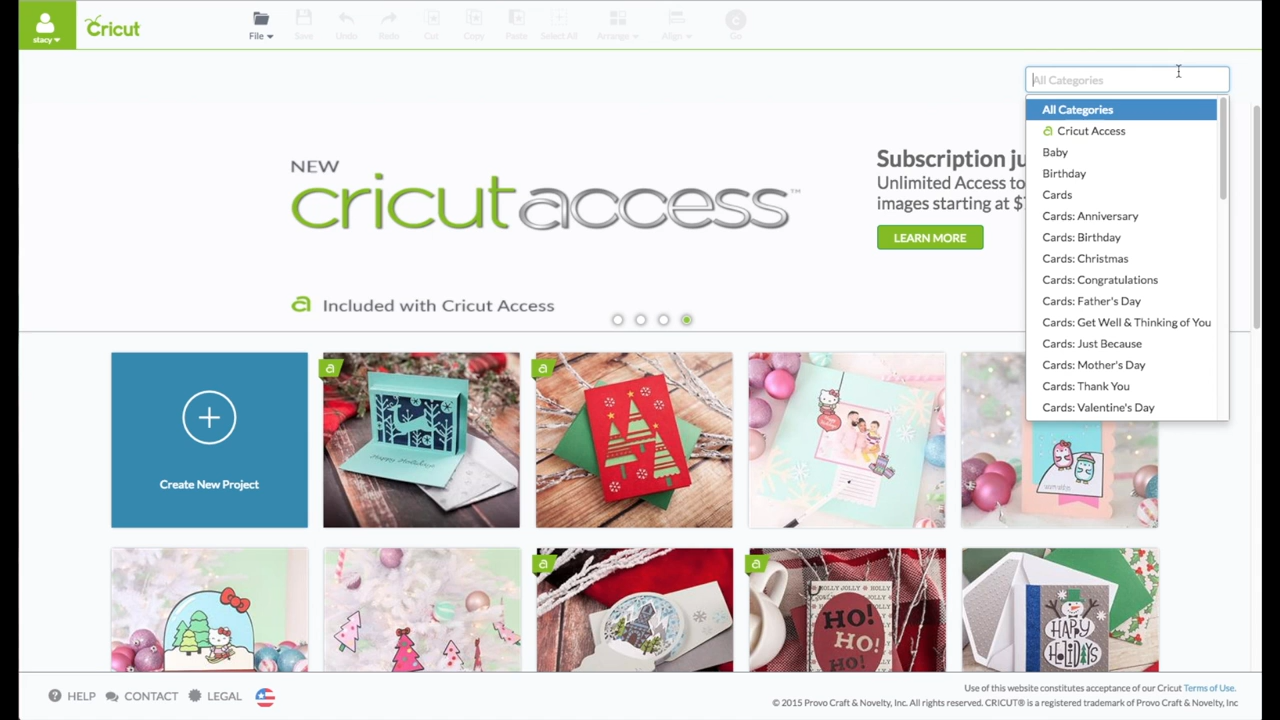 stacy
Cricut
File
Save
Undo
Redo
Cut
Copy
Paste
Select All
Arrange
Align
Go
All Categories
All Categories
Cricut Access
Baby
Birthday
Cards
Cards: Anniversary
Cards: Birthday
Cards: Christmas
Cards: Congratulations
Cards: Father's Day
Cards: Get Well & Thinking of You
Cards: Just Because
Cards: Mother's Day
Cards: Thank You
Cards: Valentine's Day
NEW
cricut access™
Included with Cricut Access
Subscription ju
Unlimited Access to
images starting at $
LEARN MORE
Create New Project
Happy Holidays
HOLLY JOLLY HOLLY
HO!
HO!
HO!
HAPPY
HOLIDAYS
HELP
CONTACT
LEGAL
Use of this website constitutes acceptance of our Cricut Terms of Use.
© 2015 Provo Craft & Novelty, Inc. All rights reserved. CRICUT® is a registered trademark of Provo Craft & Novelty, Inc